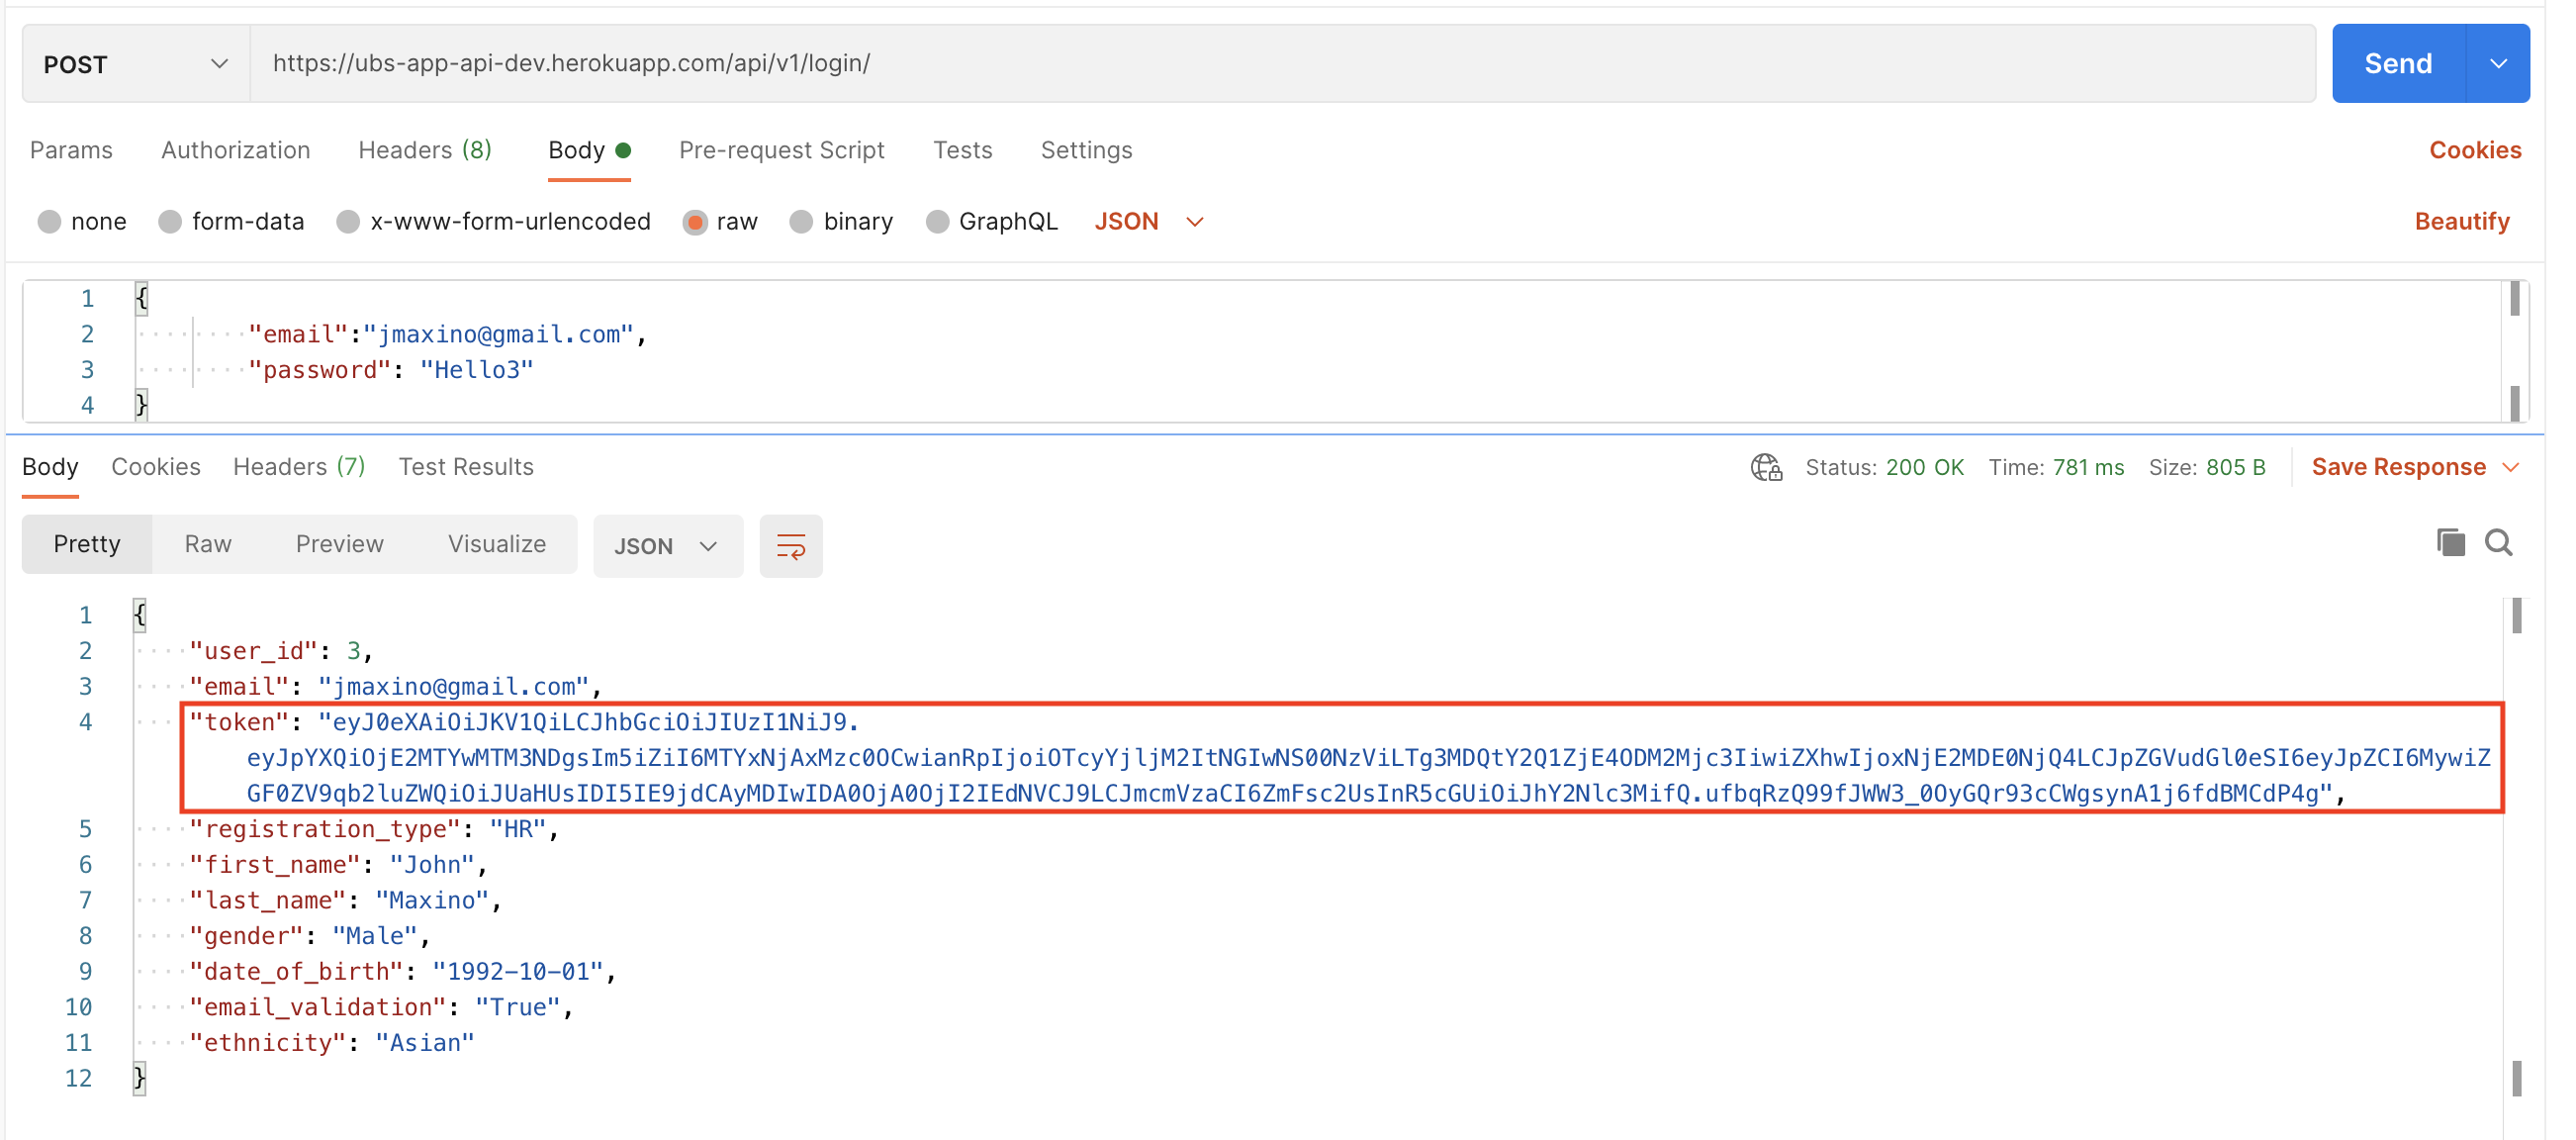 POST https://ubs-app-api-dev.herokuapp.com/api/v1/login/ Send
Params Authorization Headers (8) Body Pre-request Script Tests Settings Cookies
none form-data x-www-form-urlencoded raw binary GraphQL JSON Beautify
1 {
2 "email":"jmaxino@gmail.com",
3 "password": "Hello3"
4 }
Body Cookies Headers (7) Test Results Status: 200 OK Time: 781 ms Size: 805 B Save Response
Pretty Raw Preview Visualize JSON
1 {
2 "user_id": 3,
3 "email": "jmaxino@gmail.com",
4 "token": "eyJ0eXAiOiJKV1QiLCJhbGciOiJIUzI1NiJ9.
eyJpYXQiOjE2MTYwMTM3NDgsIm5iZiI6MTYxNjAxMzc0OCwianRpIjoiOTcyYjljM2ItNGIwNS00NzViLTg3MDQtY2Q1ZjE4ODM2Mjc3IiwiZXhwIjoxNjE2MDE0NjQ4LCJpZGVudGl0eSI6eyJpZCI6MywiZ
GF0ZV9qb2luZWQiOiJUaHUsIDI5IE9jdCAyMDIwIDA0OjA0OjI2IEdNVCJ9LCJmcmVzaCI6ZmFsc2UsInR5cGUiOiJhY2Nlc3MifQ.ufbqRzQ99fJWW3_0OyGQr93cCWgsynA1j6fdBMCdP4g",
5 "registration_type": "HR",
6 "first_name": "John",
7 "last_name": "Maxino",
8 "gender": "Male",
9 "date_of_birth": "1992-10-01",
10 "email_validation": "True",
11 "ethnicity": "Asian"
12 }